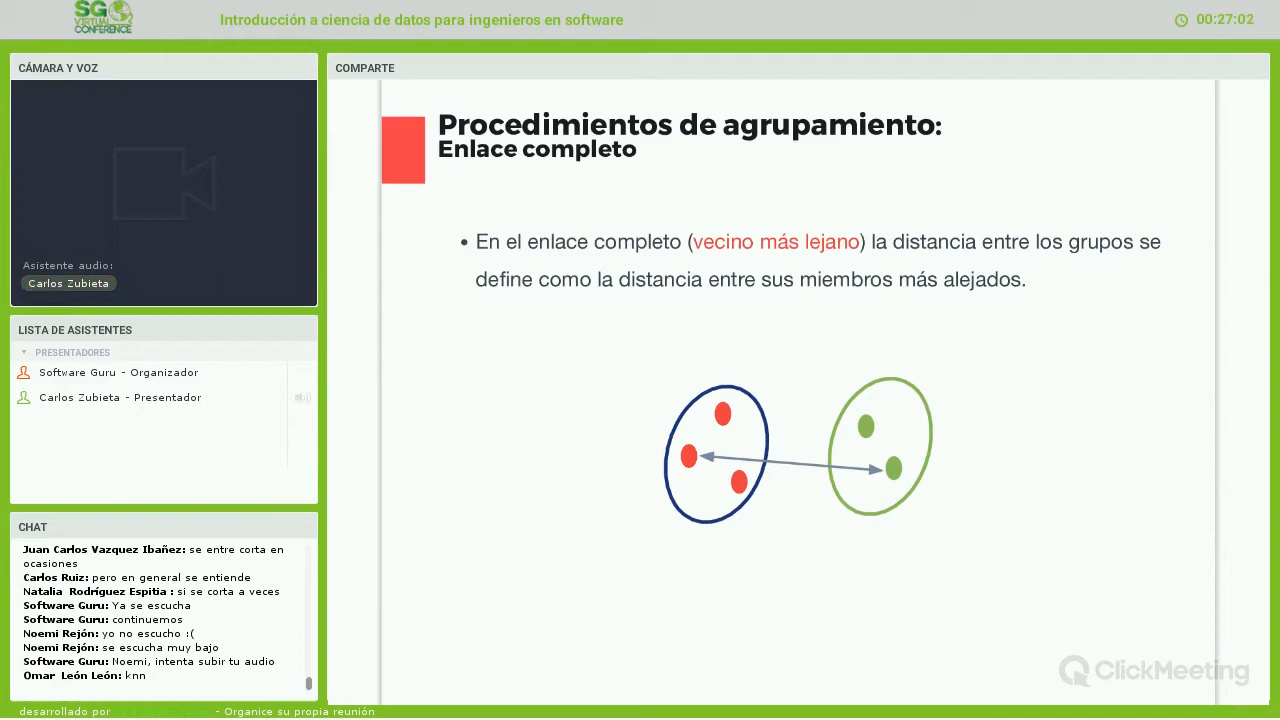 SG
VIRTUAL
CONFERENCE
Introducción a ciencia de datos para ingenieros en software
00:27:02
CÁMARA Y VOZ
Asistente audio:
Carlos Zubieta
LISTA DE ASISTENTES
PRESENTADORES
Software Guru - Organizador
Carlos Zubieta - Presentador
CHAT
Juan Carlos Vazquez Ibañez: se entre corta en
ocasiones
Carlos Ruiz: pero en general se entiende
Natalia Rodríguez Espitia : si se corta a veces
Software Guru: Ya se escucha
Software Guru: continuemos
Noemi Rejón: yo no escucho :(
Noemi Rejón: se escucha muy bajo
Software Guru: Noemi, intenta subir tu audio
Omar León León: knn
desarrollado por - Organice su propia reunión
COMPARTE
Procedimientos de agrupamiento:
Enlace completo
• En el enlace completo (vecino más lejano) la distancia entre los grupos se
define como la distancia entre sus miembros más alejados.
ClickMeeting